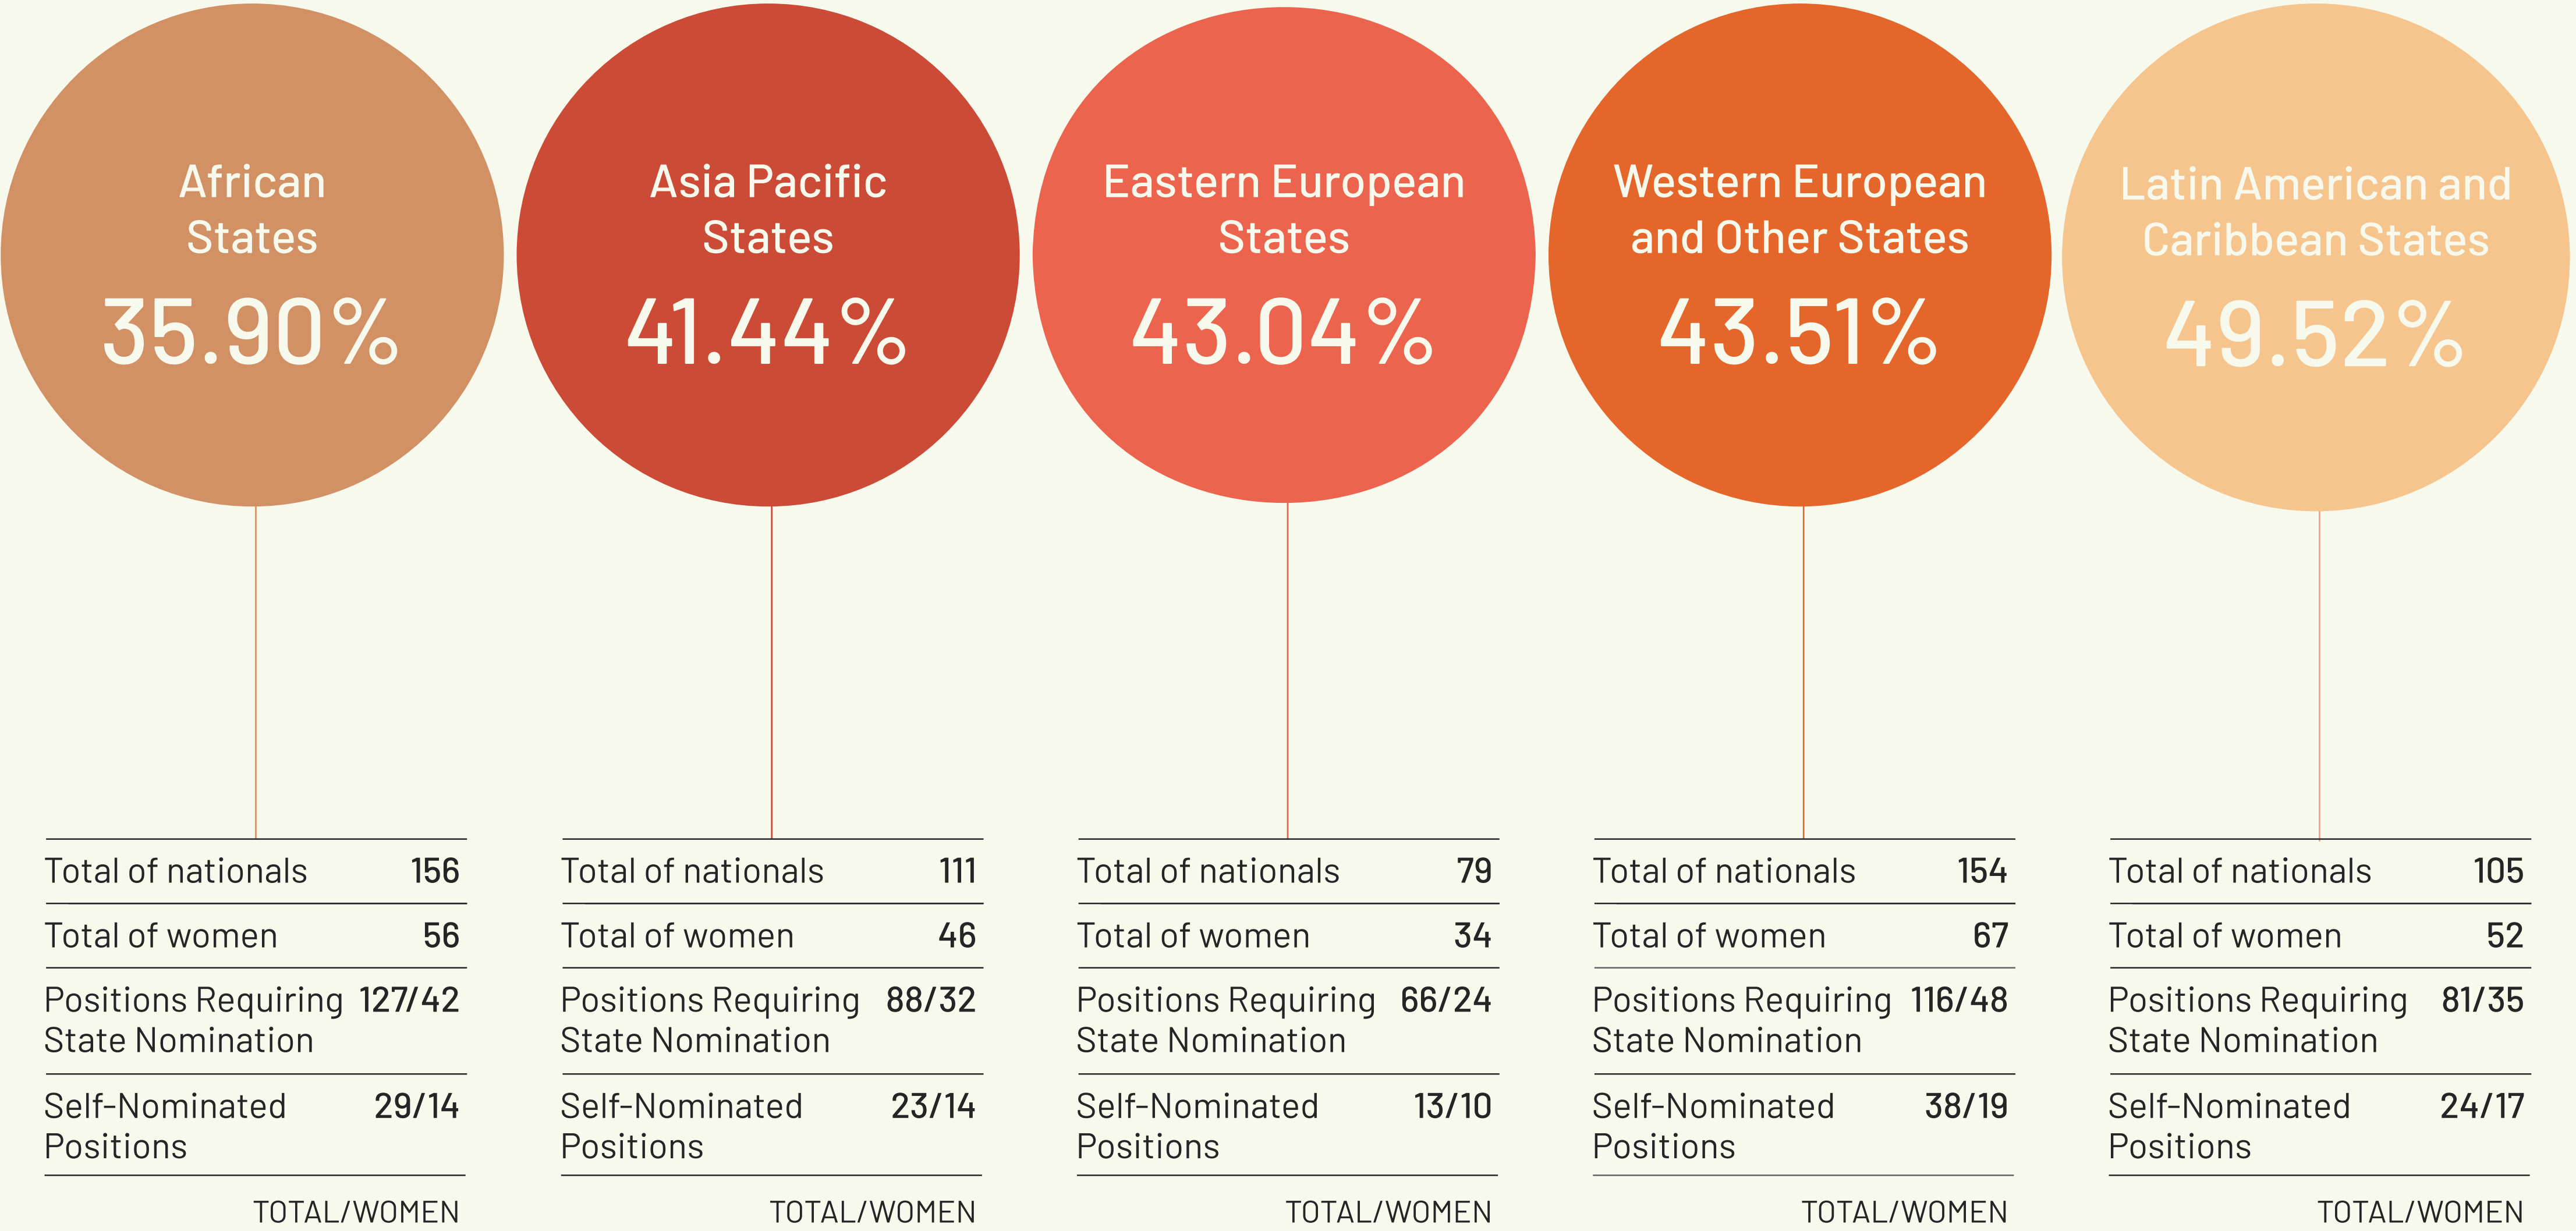 African
States
35.90%
Asia Pacific
States
41.44%
Eastern European
States
43.04%
Western European
and Other States
43.51%
Latin American and
Caribbean States
49.52%
Total of nationals 156
Total of women 56
Positions Requiring 127/42
State Nomination
Self-Nominated 29/14
Positions
TOTAL/WOMEN
Total of nationals 111
Total of women 46
Positions Requiring 88/32
State Nomination
Self-Nominated 23/14
Positions
TOTAL/WOMEN
Total of nationals 79
Total of women 34
Positions Requiring 66/24
State Nomination
Self-Nominated 13/10
Positions
TOTAL/WOMEN
Total of nationals 154
Total of women 67
Positions Requiring 116/48
State Nomination
Self-Nominated 38/19
Positions
TOTAL/WOMEN
Total of nationals 105
Total of women 52
Positions Requiring 81/35
State Nomination
Self-Nominated 24/17
Positions
TOTAL/WOMEN